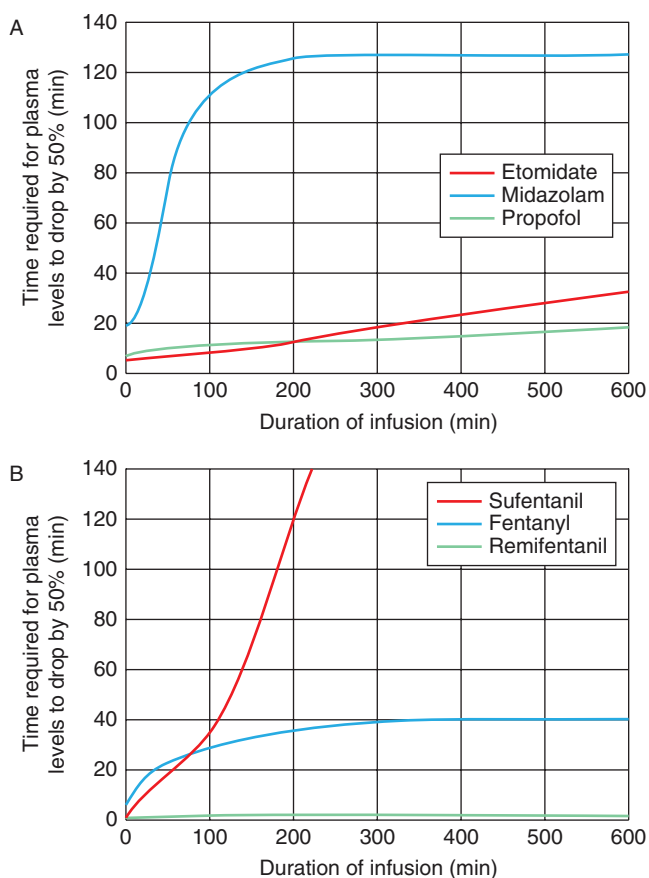 A
140
120
100
80
60
40
20
0
Time required for plasma
levels to drop by 50% (min)
Etomidate
Midazolam
Propofol
0 100 200 300 400 500 600
Duration of infusion (min)
B
140
120
100
80
60
40
20
0
Time required for plasma
levels to drop by 50% (min)
Sufentanil
Fentanyl
Remifentanil
0 100 200 300 400 500 600
Duration of infusion (min)